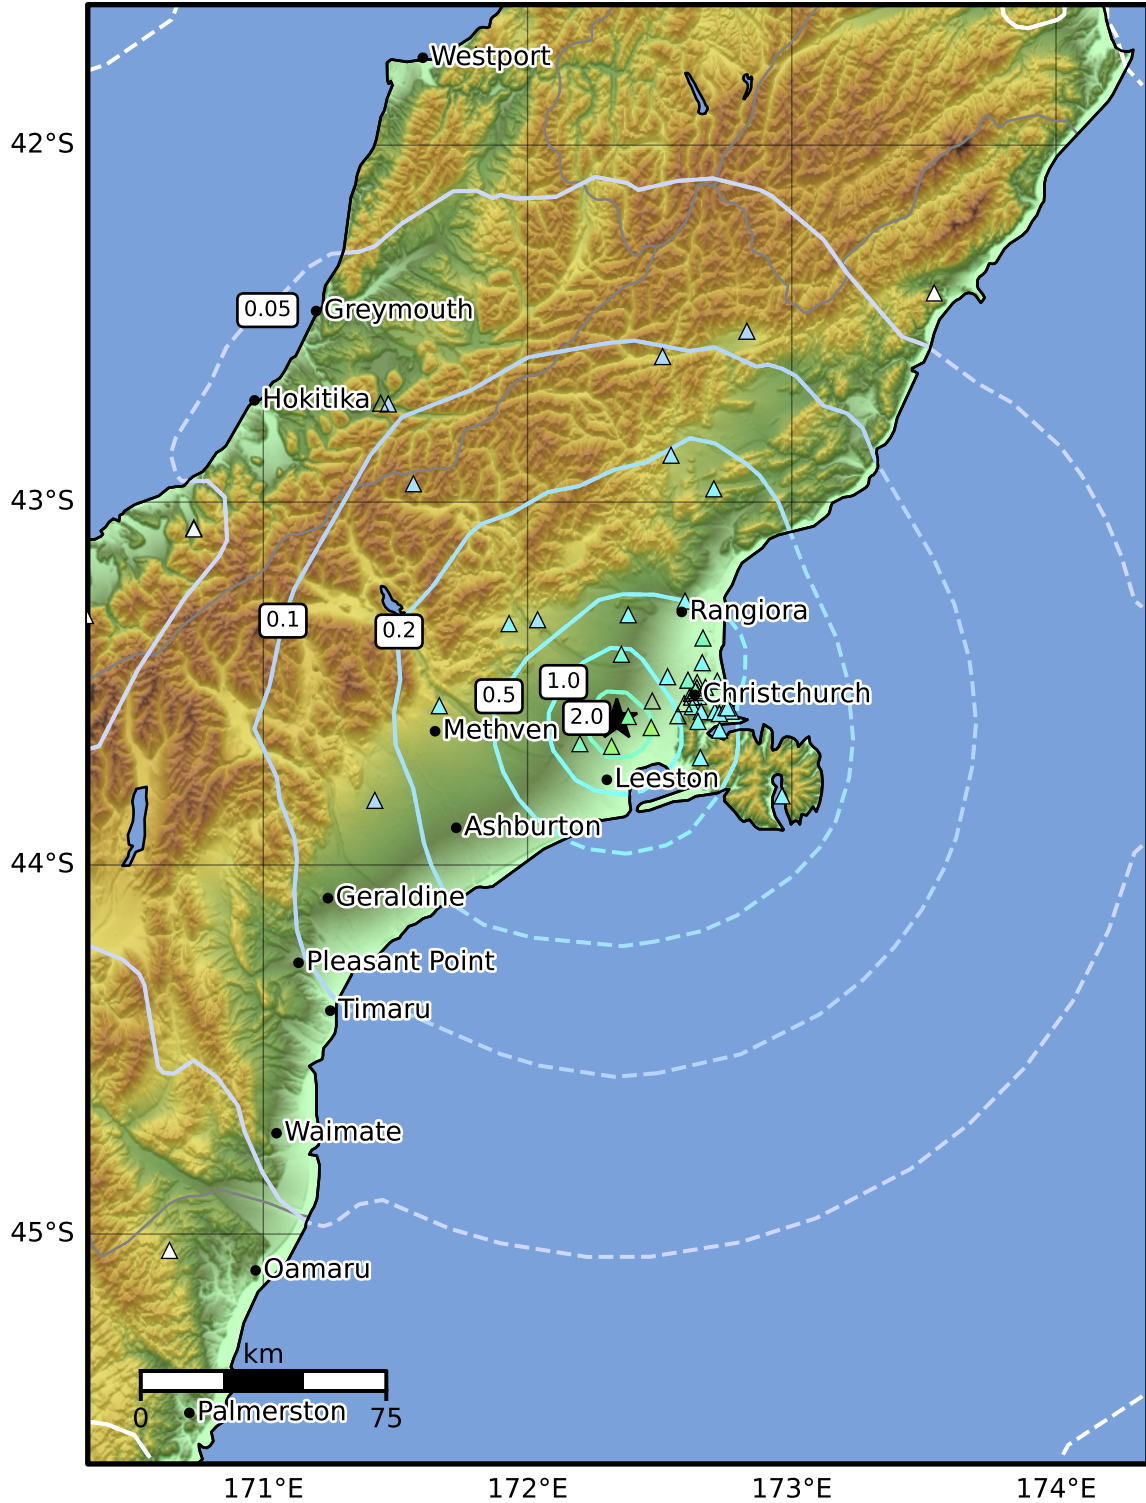 Westport
42°S
0.05
Greymouth
Hokitika
43°S
0.1
0.2
Rangiora
0.5
1.0
Christchurch
2.0
Methven
Leeston
Ashburton
44°S
Geraldine
Pleasant Point
Timaru
Waimate
45°S
Oamaru
km
0
75
Palmerston
171°E
172°E
173°E
174°E